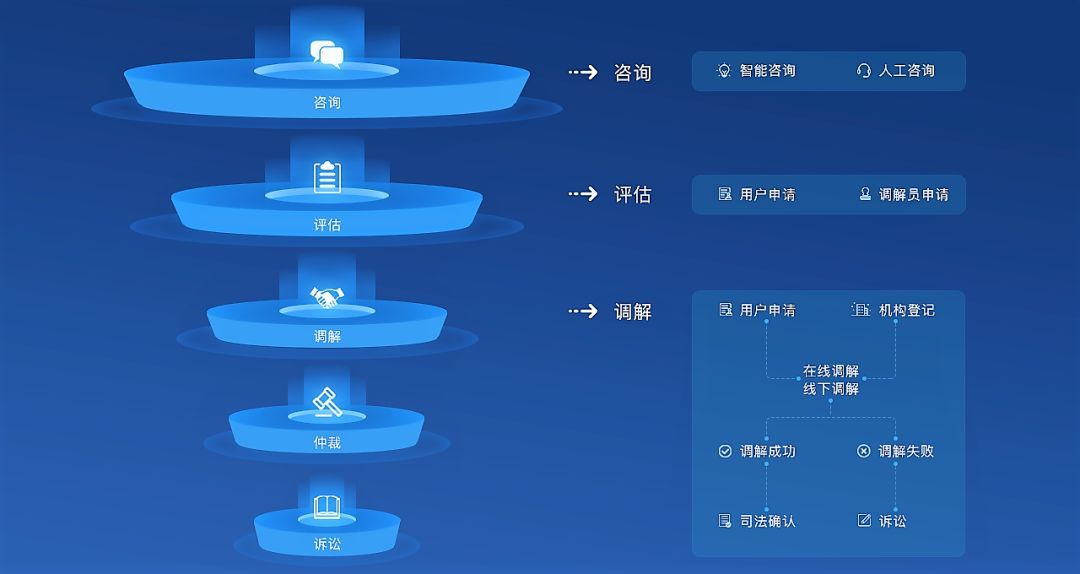 咨询
咨询
智能咨询
人工咨询
评估
评估
用户申请
调解员申请
调解
调解
用户申请
机构登记
在线调解
线下调解
仲裁
调解成功
调解失败
诉讼
司法确认
诉讼